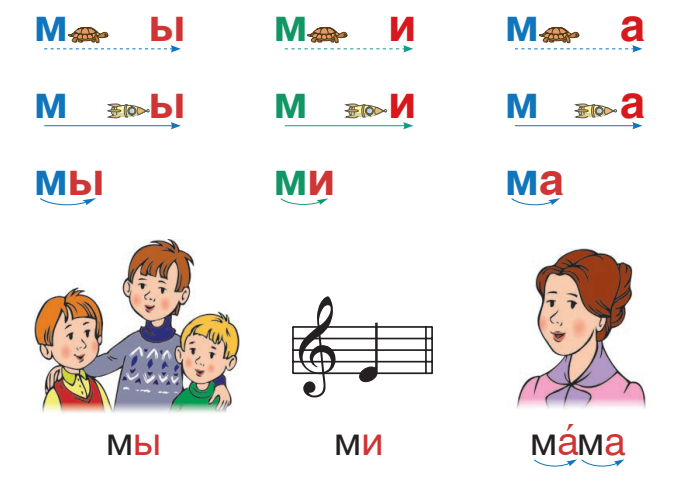 м ы м и м а
м ы м и м а
мы ми ма
мы ми ма́ма